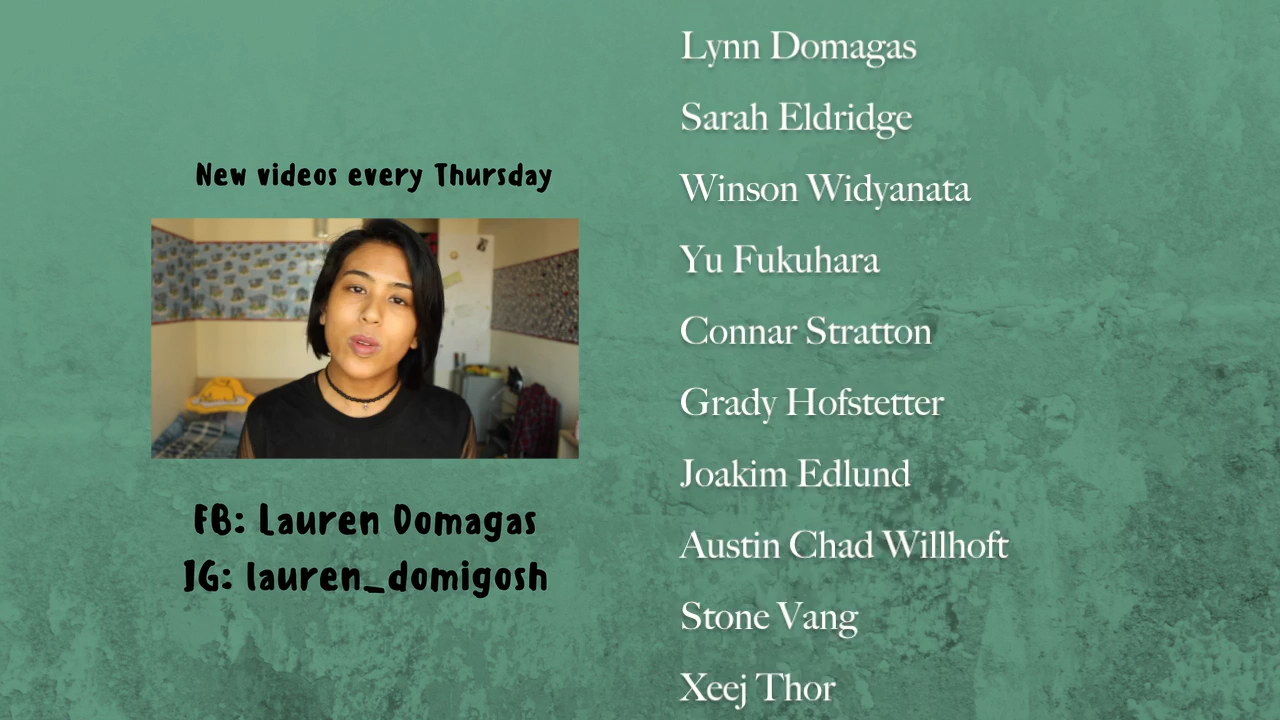 New videos every Thursday
FB: Lauren Domagas
IG: lauren_domigosh
Lynn Domagas
Sarah Eldridge
Winson Widyanata
Yu Fukuhara
Connar Stratton
Grady Hofstetter
Joakim Edlund
Austin Chad Willhoft
Stone Vang
Xeej Thor